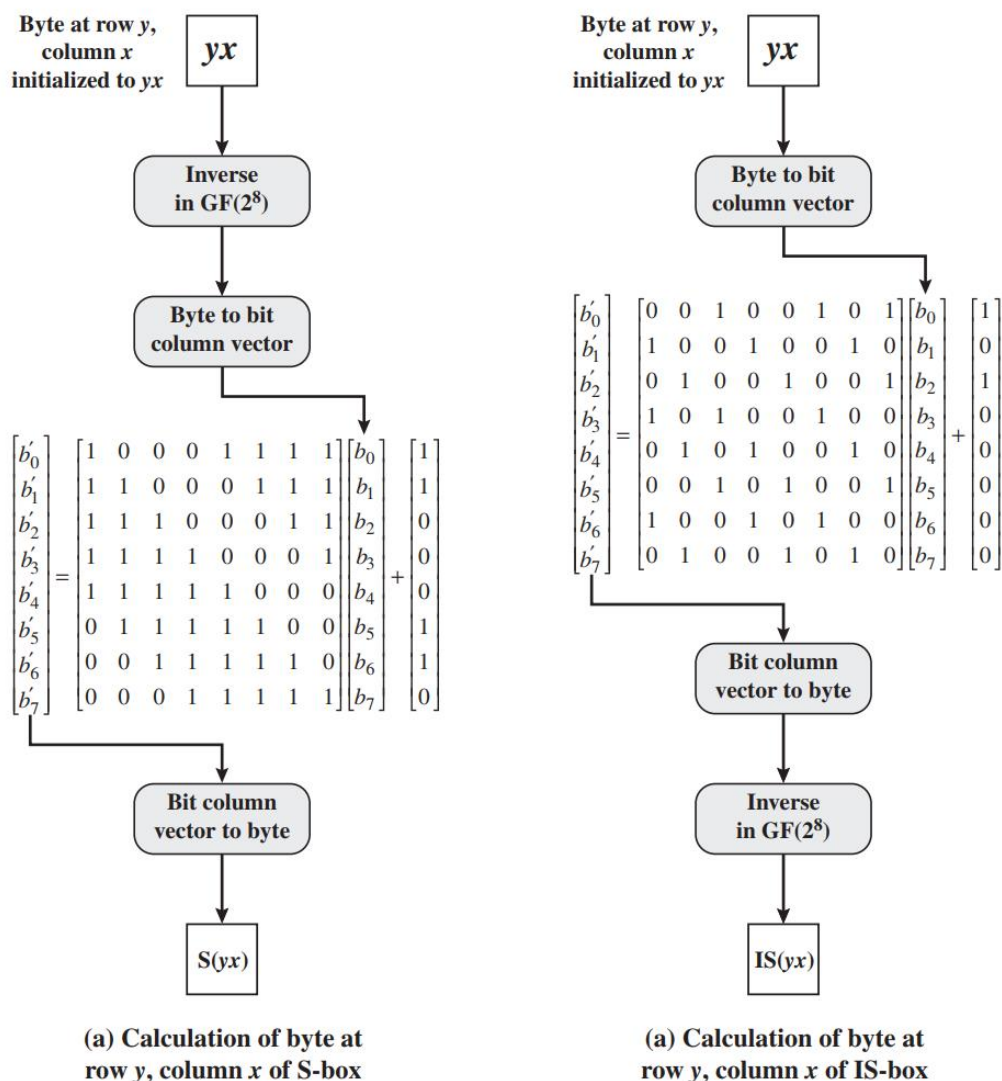 Byte at row y,
column x
initialized to yx
yx
Inverse
in GF(2⁸)
Byte to bit
column vector
b′0 1 0 0 0 1 1 1 1 b0 1
b′1 1 1 0 0 0 1 1 1 b1 1
b′2 1 1 1 0 0 0 1 1 b2 0
b′3 1 1 1 1 0 0 0 1 b3 0
= +
b′4 1 1 1 1 1 0 0 0 b4 0
b′5 0 1 1 1 1 1 0 0 b5 1
b′6 0 0 1 1 1 1 1 0 b6 1
b′7 0 0 0 1 1 1 1 1 b7 0
Bit column
vector to byte
S(yx)
(a) Calculation of byte at
row y, column x of S-box
Byte at row y,
column x
initialized to yx
yx
Byte to bit
column vector
b′0 0 0 1 0 0 1 0 1 b0 1
b′1 1 0 0 1 0 0 1 0 b1 0
b′2 0 1 0 0 1 0 0 1 b2 1
b′3 1 0 1 0 0 1 0 0 b3 0
= +
b′4 0 1 0 1 0 0 1 0 b4 0
b′5 0 0 1 0 1 0 0 1 b5 0
b′6 1 0 0 1 0 1 0 0 b6 0
b′7 0 1 0 0 1 0 1 0 b7 0
Bit column
vector to byte
Inverse
in GF(2⁸)
IS(yx)
(a) Calculation of byte at
row y, column x of IS-box